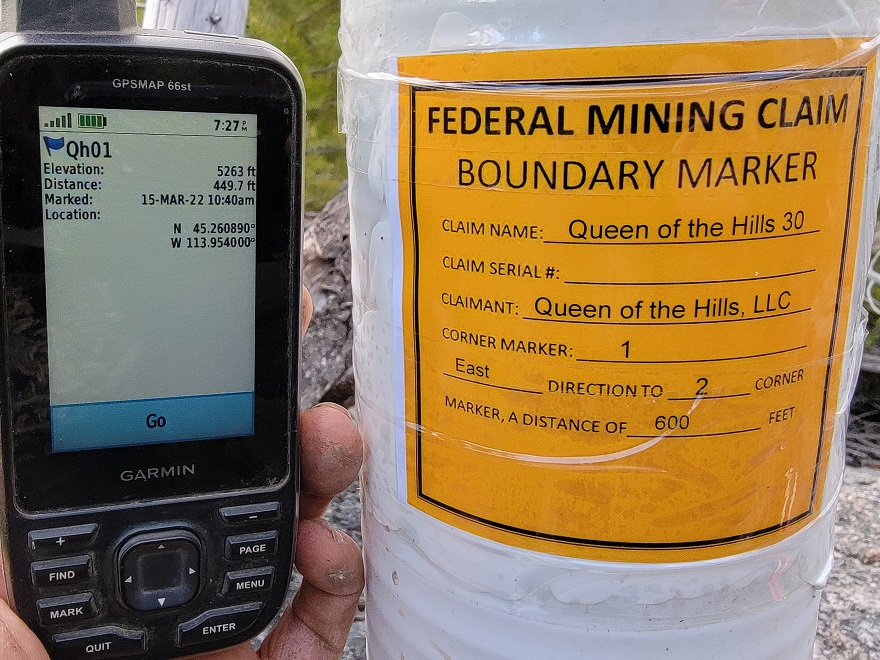 GPSMAP 66st
7:27 PM
Qh01
Elevation: 5263 ft
Distance: 449.7 ft
Marked: 15-MAR-22 10:40am
Location:
N 45.260890°
W 113.954000°
Go
GARMIN
+ -
FIND PAGE
MARK MENU
QUIT ENTER
FEDERAL MINING CLAIM
BOUNDARY MARKER
CLAIM NAME: Queen of the Hills 30
CLAIM SERIAL #:
CLAIMANT: Queen of the Hills, LLC
CORNER MARKER: 1
East DIRECTION TO 2 CORNER
MARKER, A DISTANCE OF 600 FEET